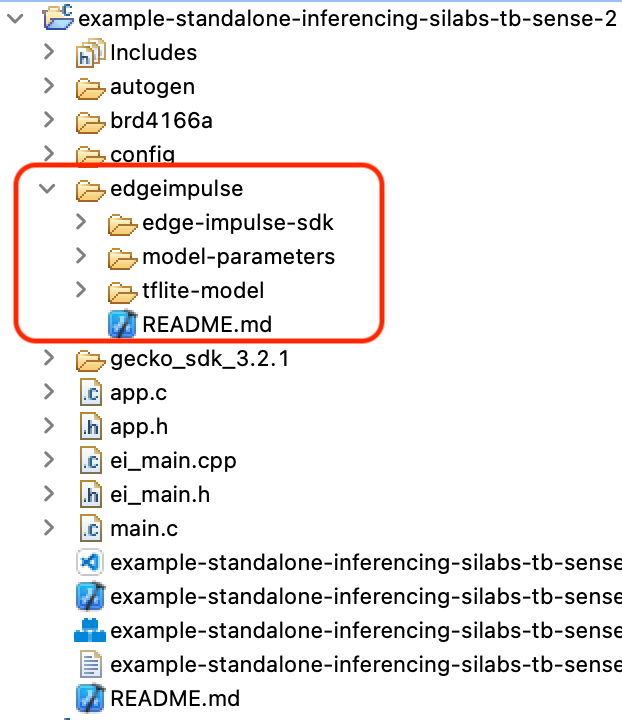 example-standalone-inferencing-silabs-tb-sense-2
Includes
autogen
brd4166a
config
edgeimpulse
edge-impulse-sdk
model-parameters
tflite-model
README.md
gecko_sdk_3.2.1
app.c
app.h
ei_main.cpp
ei_main.h
main.c
example-standalone-inferencing-silabs-tb-sense
example-standalone-inferencing-silabs-tb-sense
example-standalone-inferencing-silabs-tb-sense
example-standalone-inferencing-silabs-tb-sense
README.md